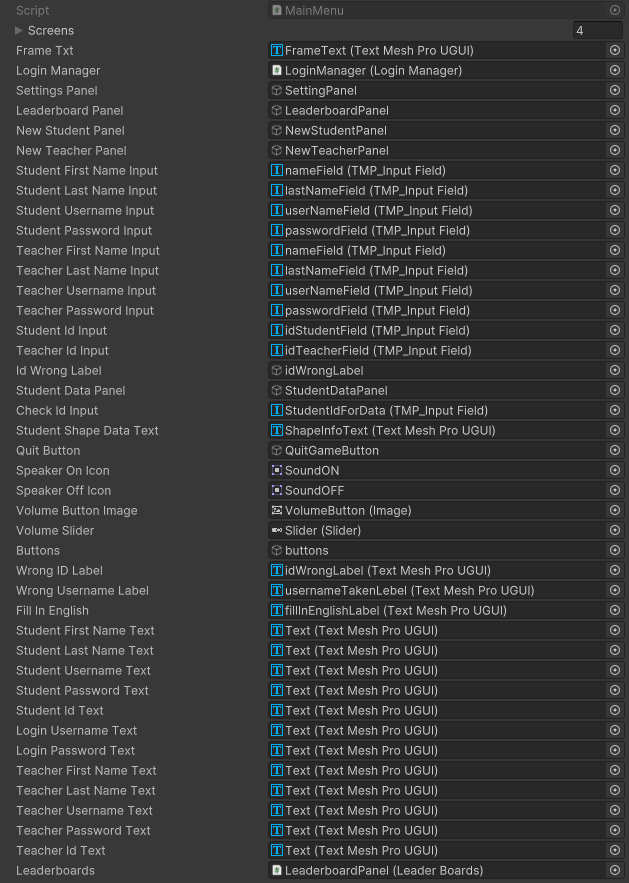 Script MainMenu
Screens 4
Frame Txt FrameText (Text Mesh Pro UGUI)
Login Manager LoginManager (Login Manager)
Settings Panel SettingPanel
Leaderboard Panel LeaderboardPanel
New Student Panel NewStudentPanel
New Teacher Panel NewTeacherPanel
Student First Name Input nameField (TMP_Input Field)
Student Last Name Input lastNameField (TMP_Input Field)
Student Username Input userNameField (TMP_Input Field)
Student Password Input passwordField (TMP_Input Field)
Teacher First Name Input nameField (TMP_Input Field)
Teacher Last Name Input lastNameField (TMP_Input Field)
Teacher Username Input userNameField (TMP_Input Field)
Teacher Password Input passwordField (TMP_Input Field)
Student Id Input idStudentField (TMP_Input Field)
Teacher Id Input idTeacherField (TMP_Input Field)
Id Wrong Label idWrongLabel
Student Data Panel StudentDataPanel
Check Id Input StudentIdForData (TMP_Input Field)
Student Shape Data Text ShapeInfoText (Text Mesh Pro UGUI)
Quit Button QuitGameButton
Speaker On Icon SoundON
Speaker Off Icon SoundOFF
Volume Button Image VolumeButton (Image)
Volume Slider Slider (Slider)
Buttons buttons
Wrong ID Label idWrongLabel (Text Mesh Pro UGUI)
Wrong Username Label usernameTakenLebel (Text Mesh Pro UGUI)
Fill In English fillInEnglishLabel (Text Mesh Pro UGUI)
Student First Name Text Text (Text Mesh Pro UGUI)
Student Last Name Text Text (Text Mesh Pro UGUI)
Student Username Text Text (Text Mesh Pro UGUI)
Student Password Text Text (Text Mesh Pro UGUI)
Student Id Text Text (Text Mesh Pro UGUI)
Login Username Text Text (Text Mesh Pro UGUI)
Login Password Text Text (Text Mesh Pro UGUI)
Teacher First Name Text Text (Text Mesh Pro UGUI)
Teacher Last Name Text Text (Text Mesh Pro UGUI)
Teacher Username Text Text (Text Mesh Pro UGUI)
Teacher Password Text Text (Text Mesh Pro UGUI)
Teacher Id Text Text (Text Mesh Pro UGUI)
Leaderboards LeaderboardPanel (Leader Boards)